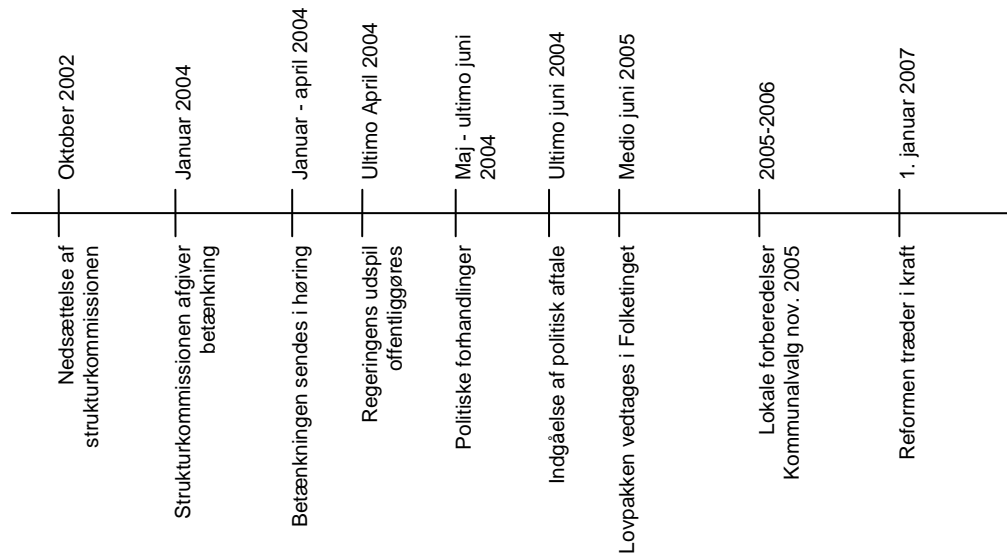 Oktober 2002
Nedsættelse af
strukturkommissionen
Januar 2004
Strukturkommissionen afgiver
betænkning
Januar - april 2004
Betænkningen sendes i høring
Ultimo April 2004
Regeringens udspil
offentliggøres
Maj - ultimo juni
2004
Politiske forhandlinger
Ultimo juni 2004
Indgåelse af politisk aftale
Medio juni 2005
Lovpakken vedtages i Folketinget
2005-2006
Lokale forberedelser
Kommunalvalg nov. 2005
1. januar 2007
Reformen træder i kraft